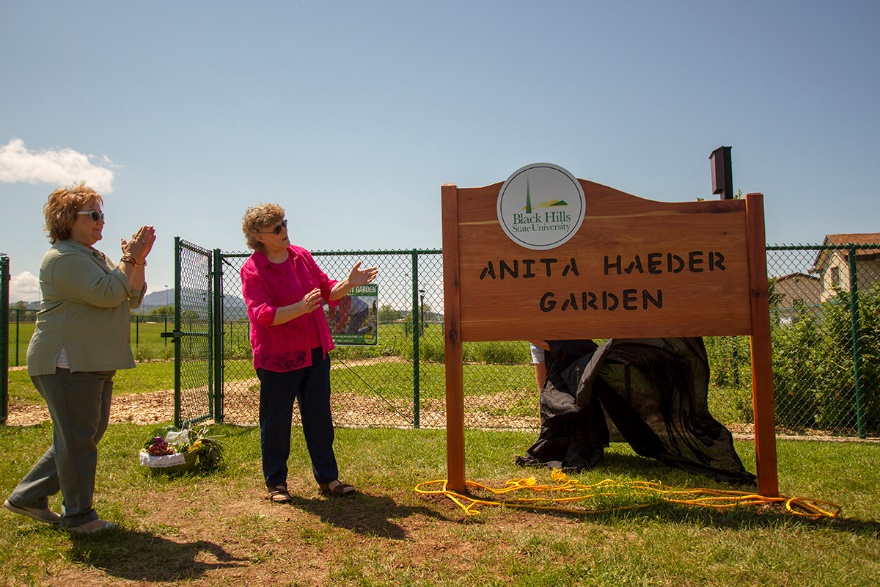 Black Hills
State University
ANITA HAEDER
GARDEN
GARDEN